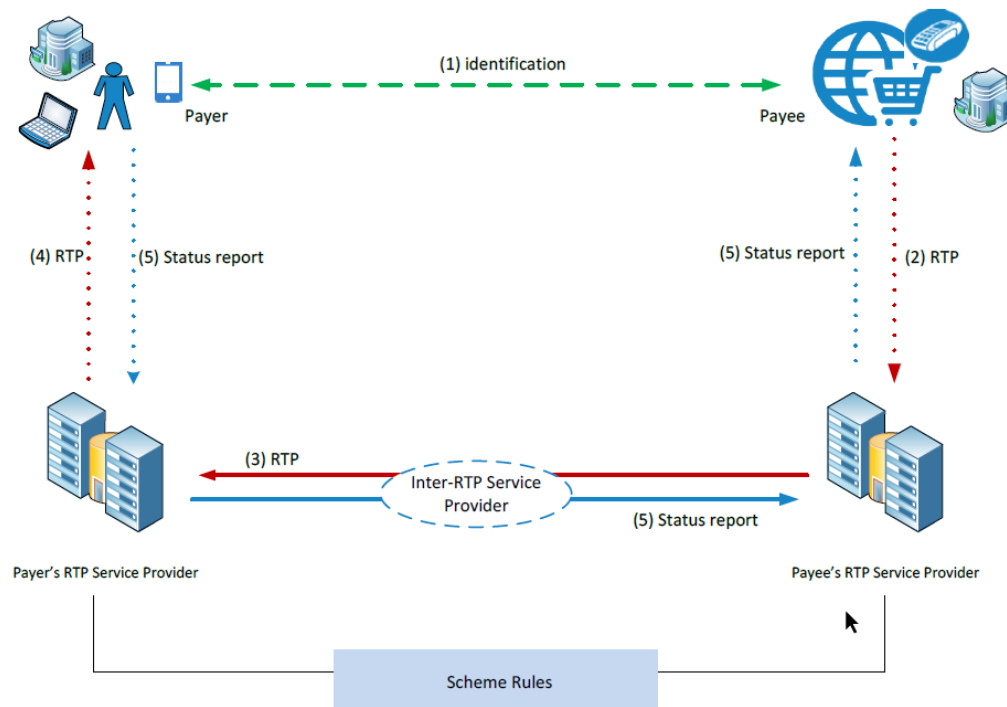 (1) identification
Payer
Payee
(4) RTP
(5) Status report
(5) Status report
(2) RTP
(3) RTP
Inter-RTP Service
Provider
(5) Status report
Payer’s RTP Service Provider
Payee’s RTP Service Provider
Scheme Rules